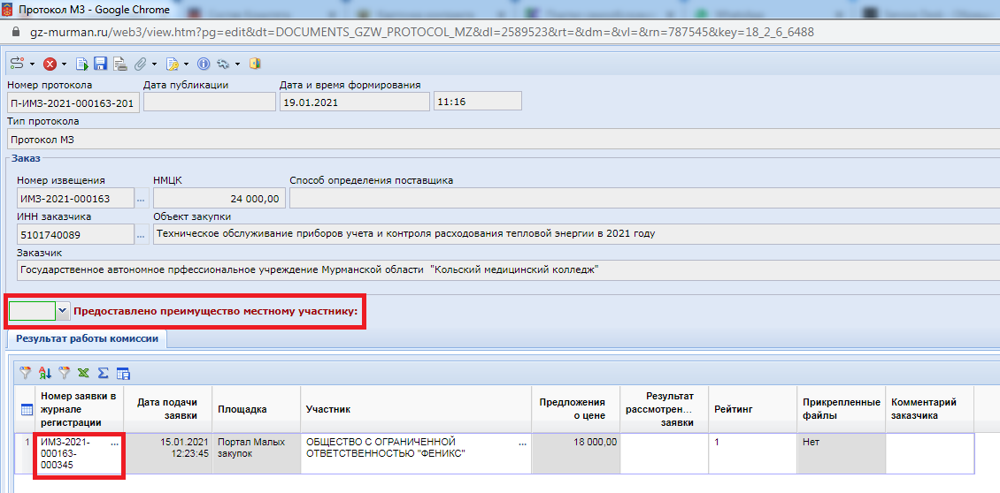 Протокол МЗ - Google Chrome
gz-murman.ru/web3/view.htm?pg=edit&dt=DOCUMENTS_GZW_PROTOCOL_MZ&dl=2589523&rt=&dm=&vl=&rn=787545&key=18_2_6_6488
Номер протокола Дата публикации Дата и время формирования
П-ИМЗ-2021-000163-201 19.01.2021 11:16
Тип протокола
Протокол МЗ
Заказ
Номер извещения НМЦК Способ определения поставщика
ИМЗ-2021-000163 ... 24 000,00
ИНН заказчика Объект закупки
5101740089 ... Техническое обслуживание приборов учета и контроля расходования тепловой энергии в 2021 году
Заказчик
Государственное автономное прфессиональное учреждение Мурманской области "Кольский медицинский колледж"
Предоставлено преимущество местному участнику:
Результат работы комиссии
Номер заявки в журнале регистрации
Дата подачи заявки
Площадка
Участник
Предложения о цене
Результат рассмотрен... заявки
Рейтинг
Прикрепленные файлы
Комментарий заказчика
1
ИМЗ-2021-000163-000345 ...
15.01.2021 12:23:45
Портал Малых закупок
ОБЩЕСТВО С ОГРАНИЧЕННОЙ ОТВЕТСТВЕННОСТЬЮ "ФЕНИКС" ...
18 000,00
1
Нет